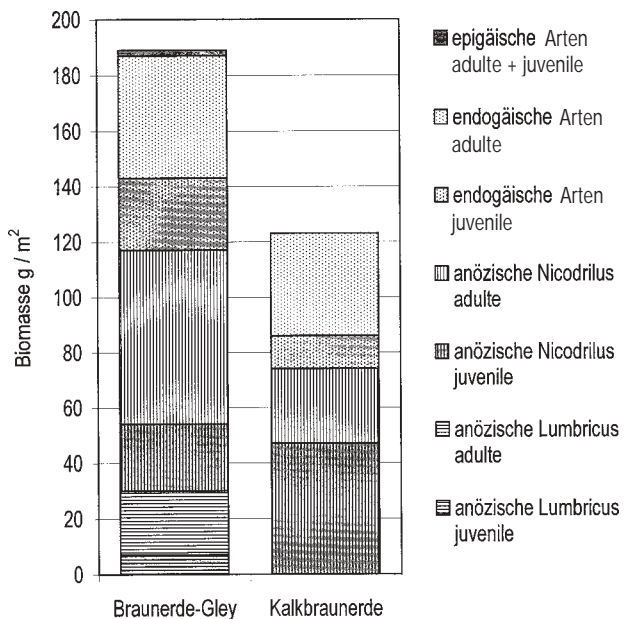 200
180
160
140
120
100
80
60
40
20
0
Biomasse g / m²
Braunerde-Gley
Kalkbraunerde
epigäische Arten
adulte + juvenile
endogäische Arten
adulte
endogäische Arten
juvenile
anözische Nicodrilus
adulte
anözische Nicodrilus
juvenile
anözische Lumbricus
adulte
anözische Lumbricus
juvenile